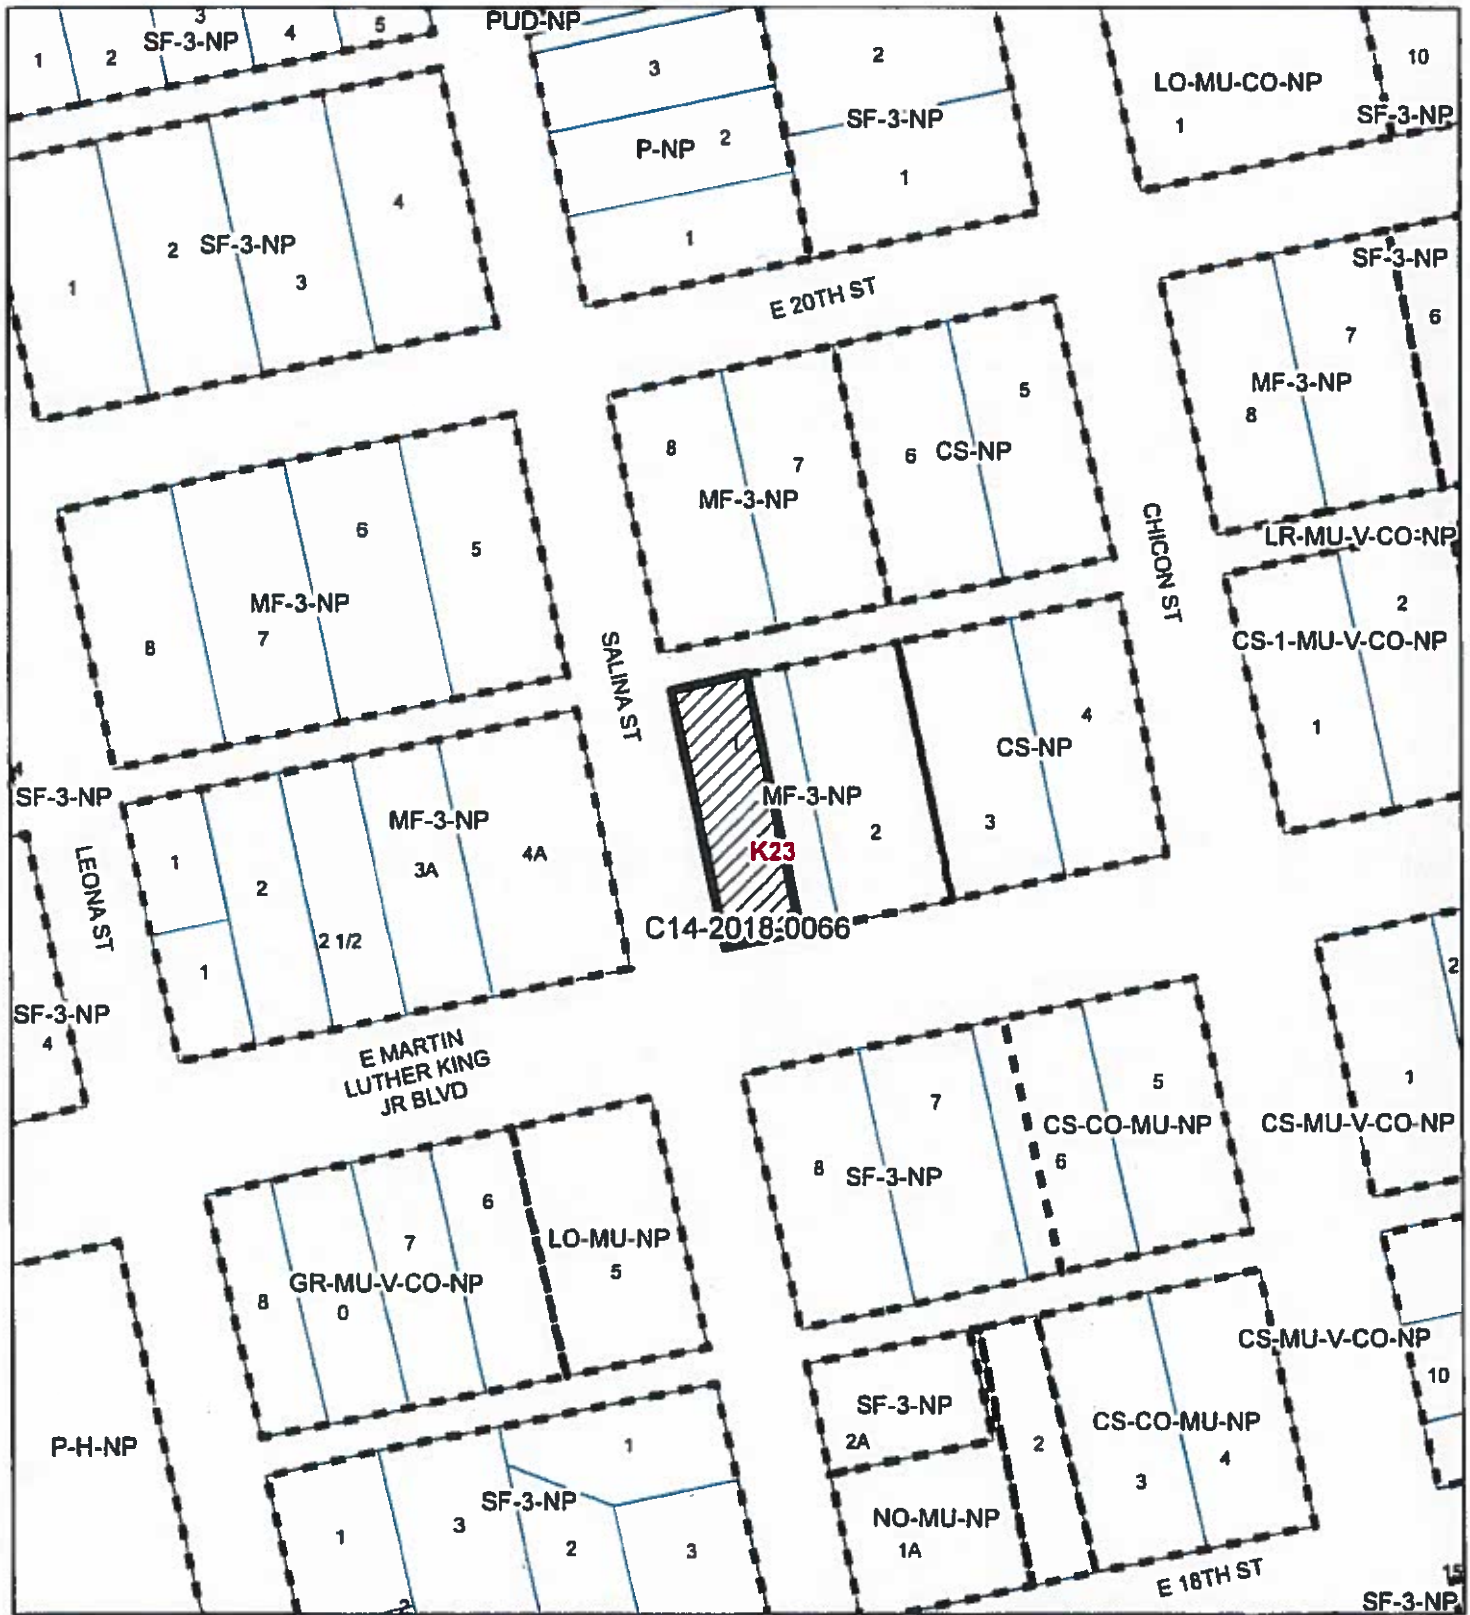 PUD-NP
3
4
5
SF-3-NP
1
2
3
P-NP
2
1
2
SF-3-NP
1
LO-MU-CO-NP
1
10
SF-3-NP
1
2
SF-3-NP
3
4
E 20TH ST
SF-3-NP
7
6
MF-3-NP
8
8
7
MF-3-NP
5
6
CS-NP
CHICON ST
LR-MU-V-CO-NP
2
CS-1-MU-V-CO-NP
1
6
5
MF-3-NP
7
8
SALINA ST
4
CS-NP
3
MF-3-NP
2
K23
C14-2018-0066
SF-3-NP
LEONA ST
1
2
MF-3-NP
3A
4A
2 1/2
1
SF-3-NP
4
E MARTIN
LUTHER KING
JR BLVD
2
1
CS-MU-V-CO-NP
5
7
CS-CO-MU-NP
6
8
SF-3-NP
6
7
LO-MU-NP
5
GR-MU-V-CO-NP
8
0
P-H-NP
CS-MU-V-CO-NP
10
SF-3-NP
2A
2
CS-CO-MU-NP
3
4
NO-MU-NP
1A
1
SF-3-NP
1
3
2
3
E 18TH ST
15
SF-3-NP